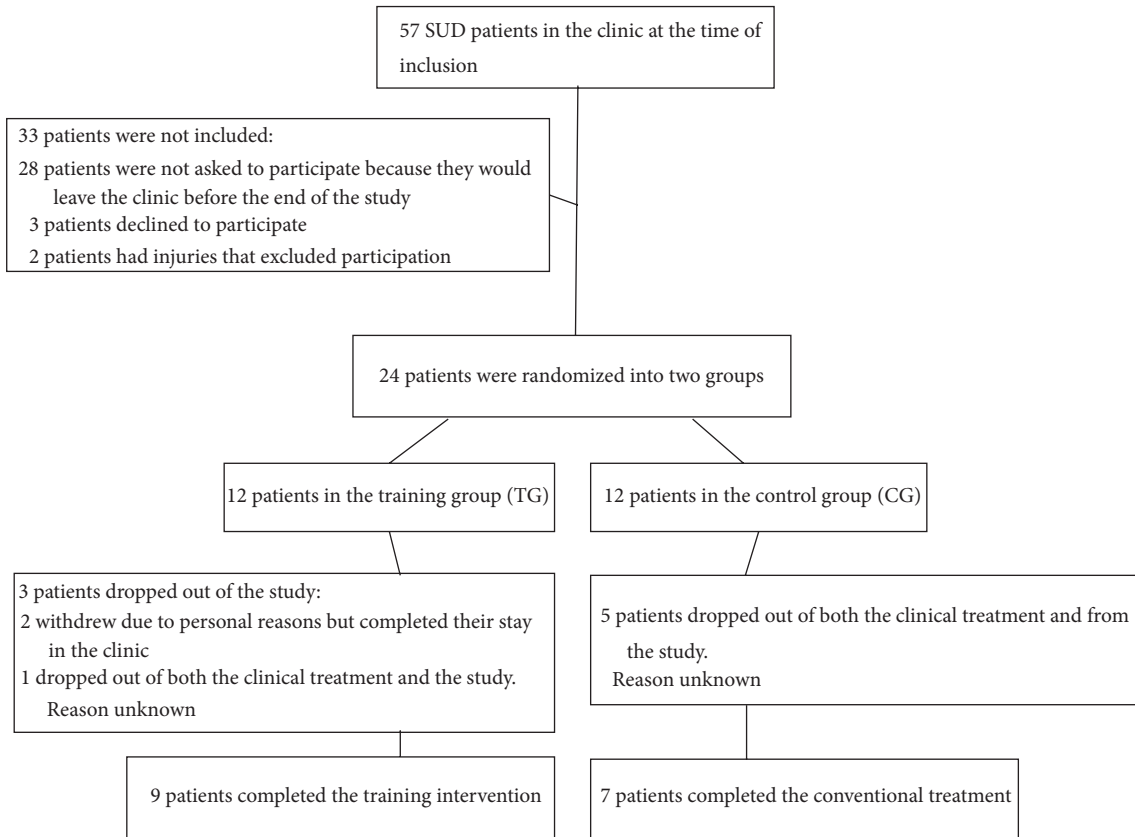 57 SUD patients in the clinic at the time of
inclusion
33 patients were not included:
28 patients were not asked to participate because they would
leave the clinic before the end of the study
3 patients declined to participate
2 patients had injuries that excluded participation
24 patients were randomized into two groups
12 patients in the training group (TG)
12 patients in the control group (CG)
3 patients dropped out of the study:
2 withdrew due to personal reasons but completed their stay
in the clinic
1 dropped out of both the clinical treatment and the study.
Reason unknown
5 patients dropped out of both the clinical treatment and from
the study.
Reason unknown
9 patients completed the training intervention
7 patients completed the conventional treatment